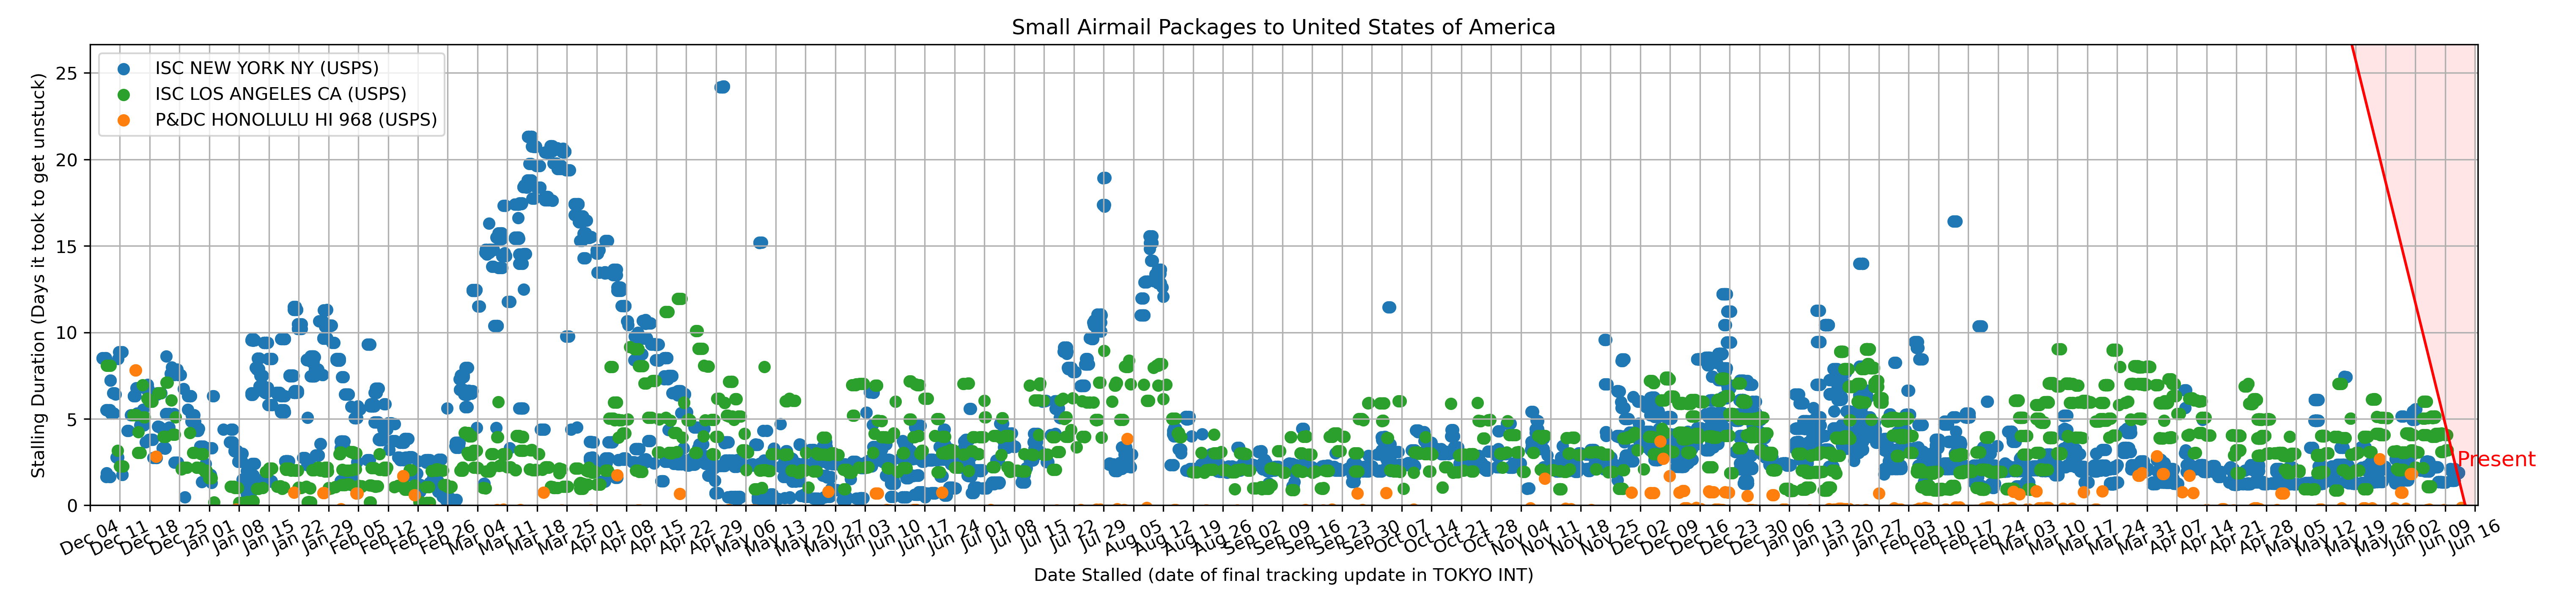 Small Airmail Packages to United States of America
ISC NEW YORK NY (USPS)
ISC LOS ANGELES CA (USPS)
P&DC HONOLULU HI 968 (USPS)
Stalling Duration (Days it took to get unstuck)
25
20
15
10
5
0
Present
Dec 04
Dec 11
Dec 18
Dec 25
Jan 01
Jan 08
Jan 15
Jan 22
Jan 29
Feb 05
Feb 12
Feb 19
Feb 26
Mar 04
Mar 11
Mar 18
Mar 25
Apr 01
Apr 08
Apr 15
Apr 22
Apr 29
May 06
May 13
May 20
May 27
Jun 03
Jun 10
Jun 17
Jun 24
Jul 01
Jul 08
Jul 15
Jul 22
Jul 29
Aug 05
Aug 12
Aug 19
Aug 26
Sep 02
Sep 09
Sep 16
Sep 23
Sep 30
Oct 07
Oct 14
Oct 21
Oct 28
Nov 04
Nov 11
Nov 18
Nov 25
Dec 02
Dec 09
Dec 16
Dec 23
Dec 30
Jan 06
Jan 13
Jan 20
Jan 27
Feb 03
Feb 10
Feb 17
Feb 24
Mar 03
Mar 10
Mar 17
Mar 24
Mar 31
Apr 07
Apr 14
Apr 21
Apr 28
May 05
May 12
May 19
May 26
Jun 02
Jun 09
Jun 16
Date Stalled (date of final tracking update in TOKYO INT)